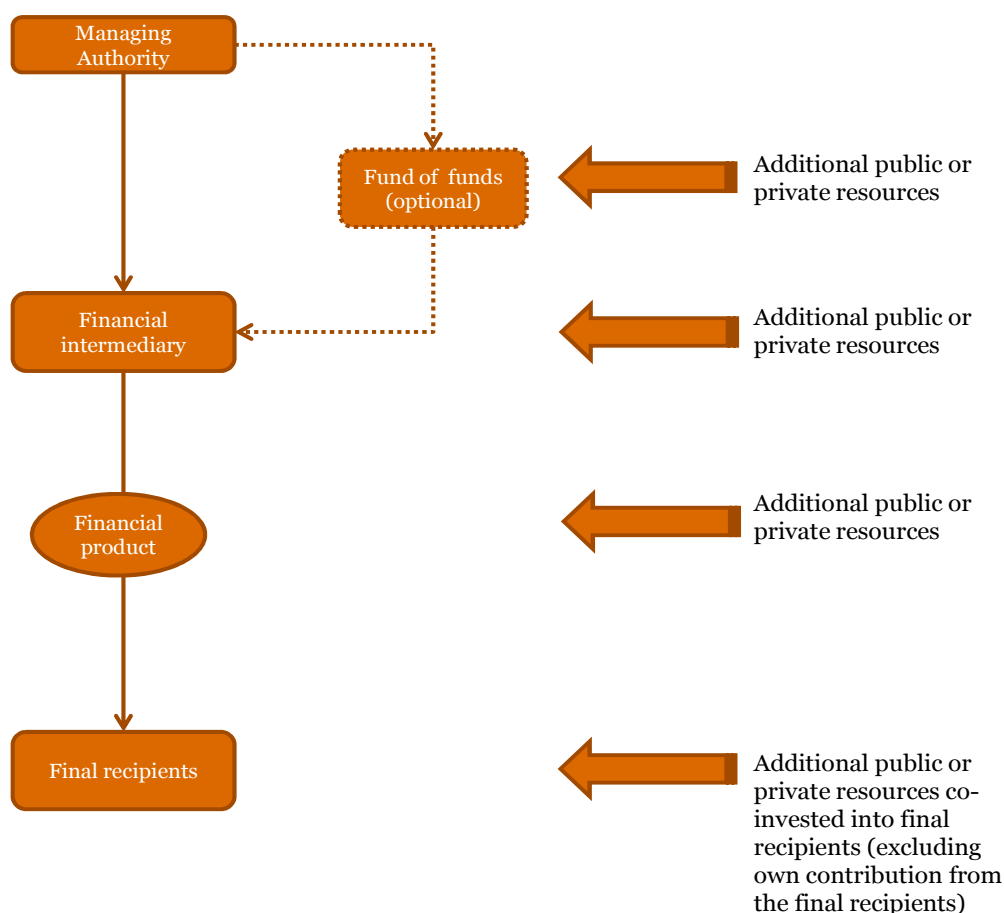 Managing
Authority
Fund of  funds
(optional)
Additional public or
private resources
Financial
intermediary
Additional public or
private resources
Financial
product
Additional public or
private resources
Final recipients
Additional public or
private resources co-
invested into final
recipients (excluding
own contribution from
the final recipients)